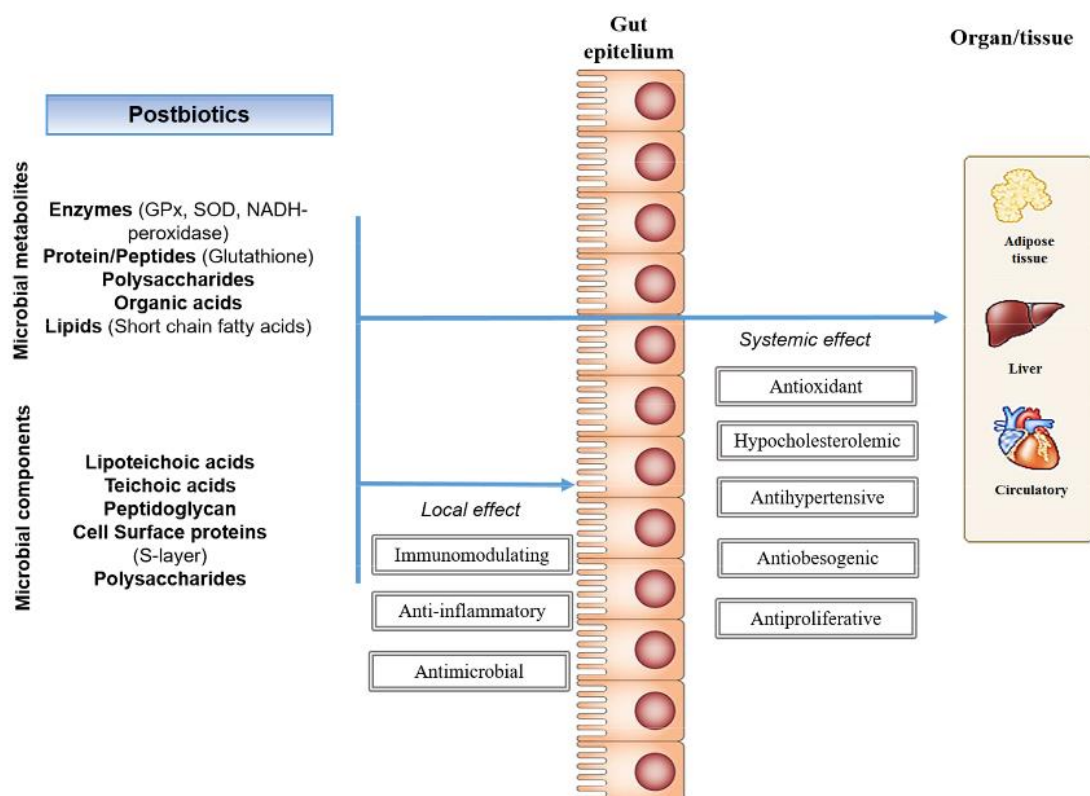 Gut
epitelium
Organ/tissue
Postbiotics
Microbial metabolites
Enzymes (GPx, SOD, NADH-
peroxidase)
Protein/Peptides (Glutathione)
Polysaccharides
Organic acids
Lipids (Short chain fatty acids)
Microbial components
Lipoteichoic acids
Teichoic acids
Peptidoglycan
Cell Surface proteins
(S-layer)
Polysaccharides
Local effect
Immunomodulating
Anti-inflammatory
Antimicrobial
Systemic effect
Antioxidant
Hypocholesterolemic
Antihypertensive
Antiobesogenic
Antiproliferative
Adipose
tissue
Liver
Circulatory